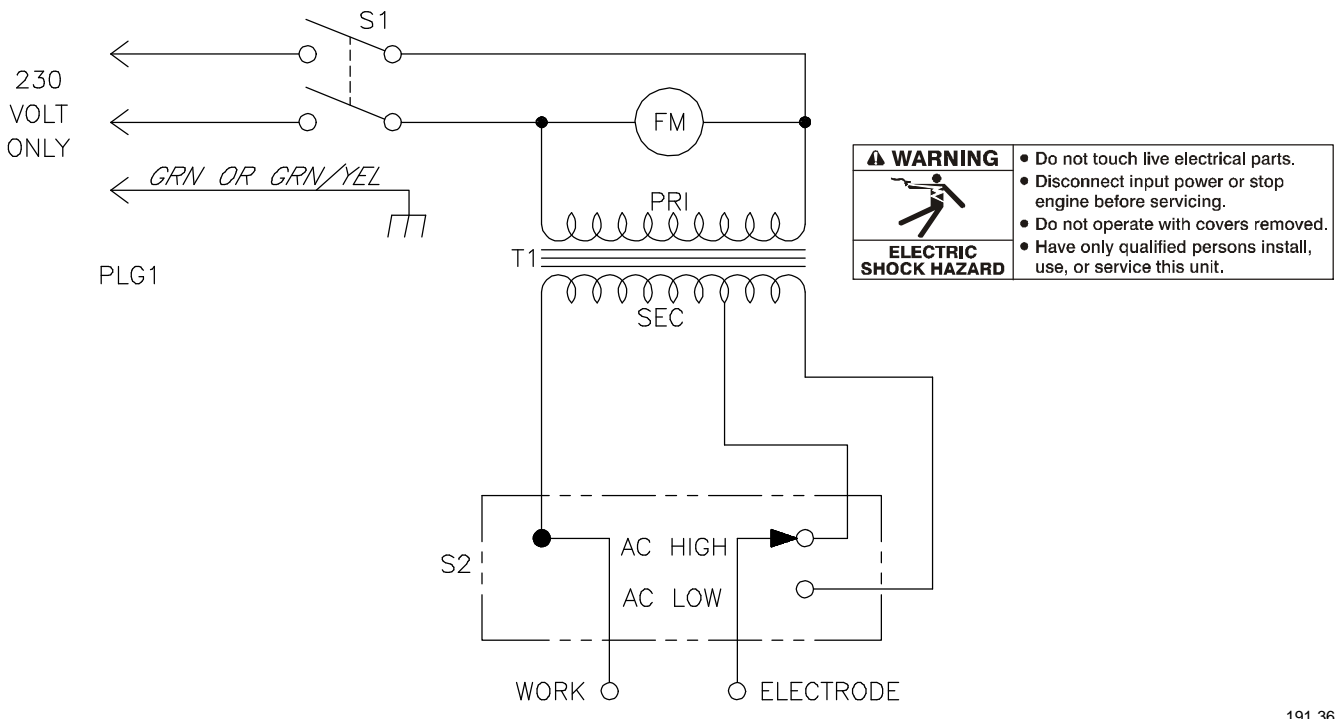 S1
230
VOLT
ONLY
FM
GRN OR GRN/YEL
PLG1
PRI
T1
SEC
WARNING
ELECTRIC
SHOCK HAZARD
• Do not touch live electrical parts.
• Disconnect input power or stop
engine before servicing.
• Do not operate with covers removed.
• Have only qualified persons install,
use, or service this unit.
S2
AC HIGH
AC LOW
WORK
ELECTRODE
191 36